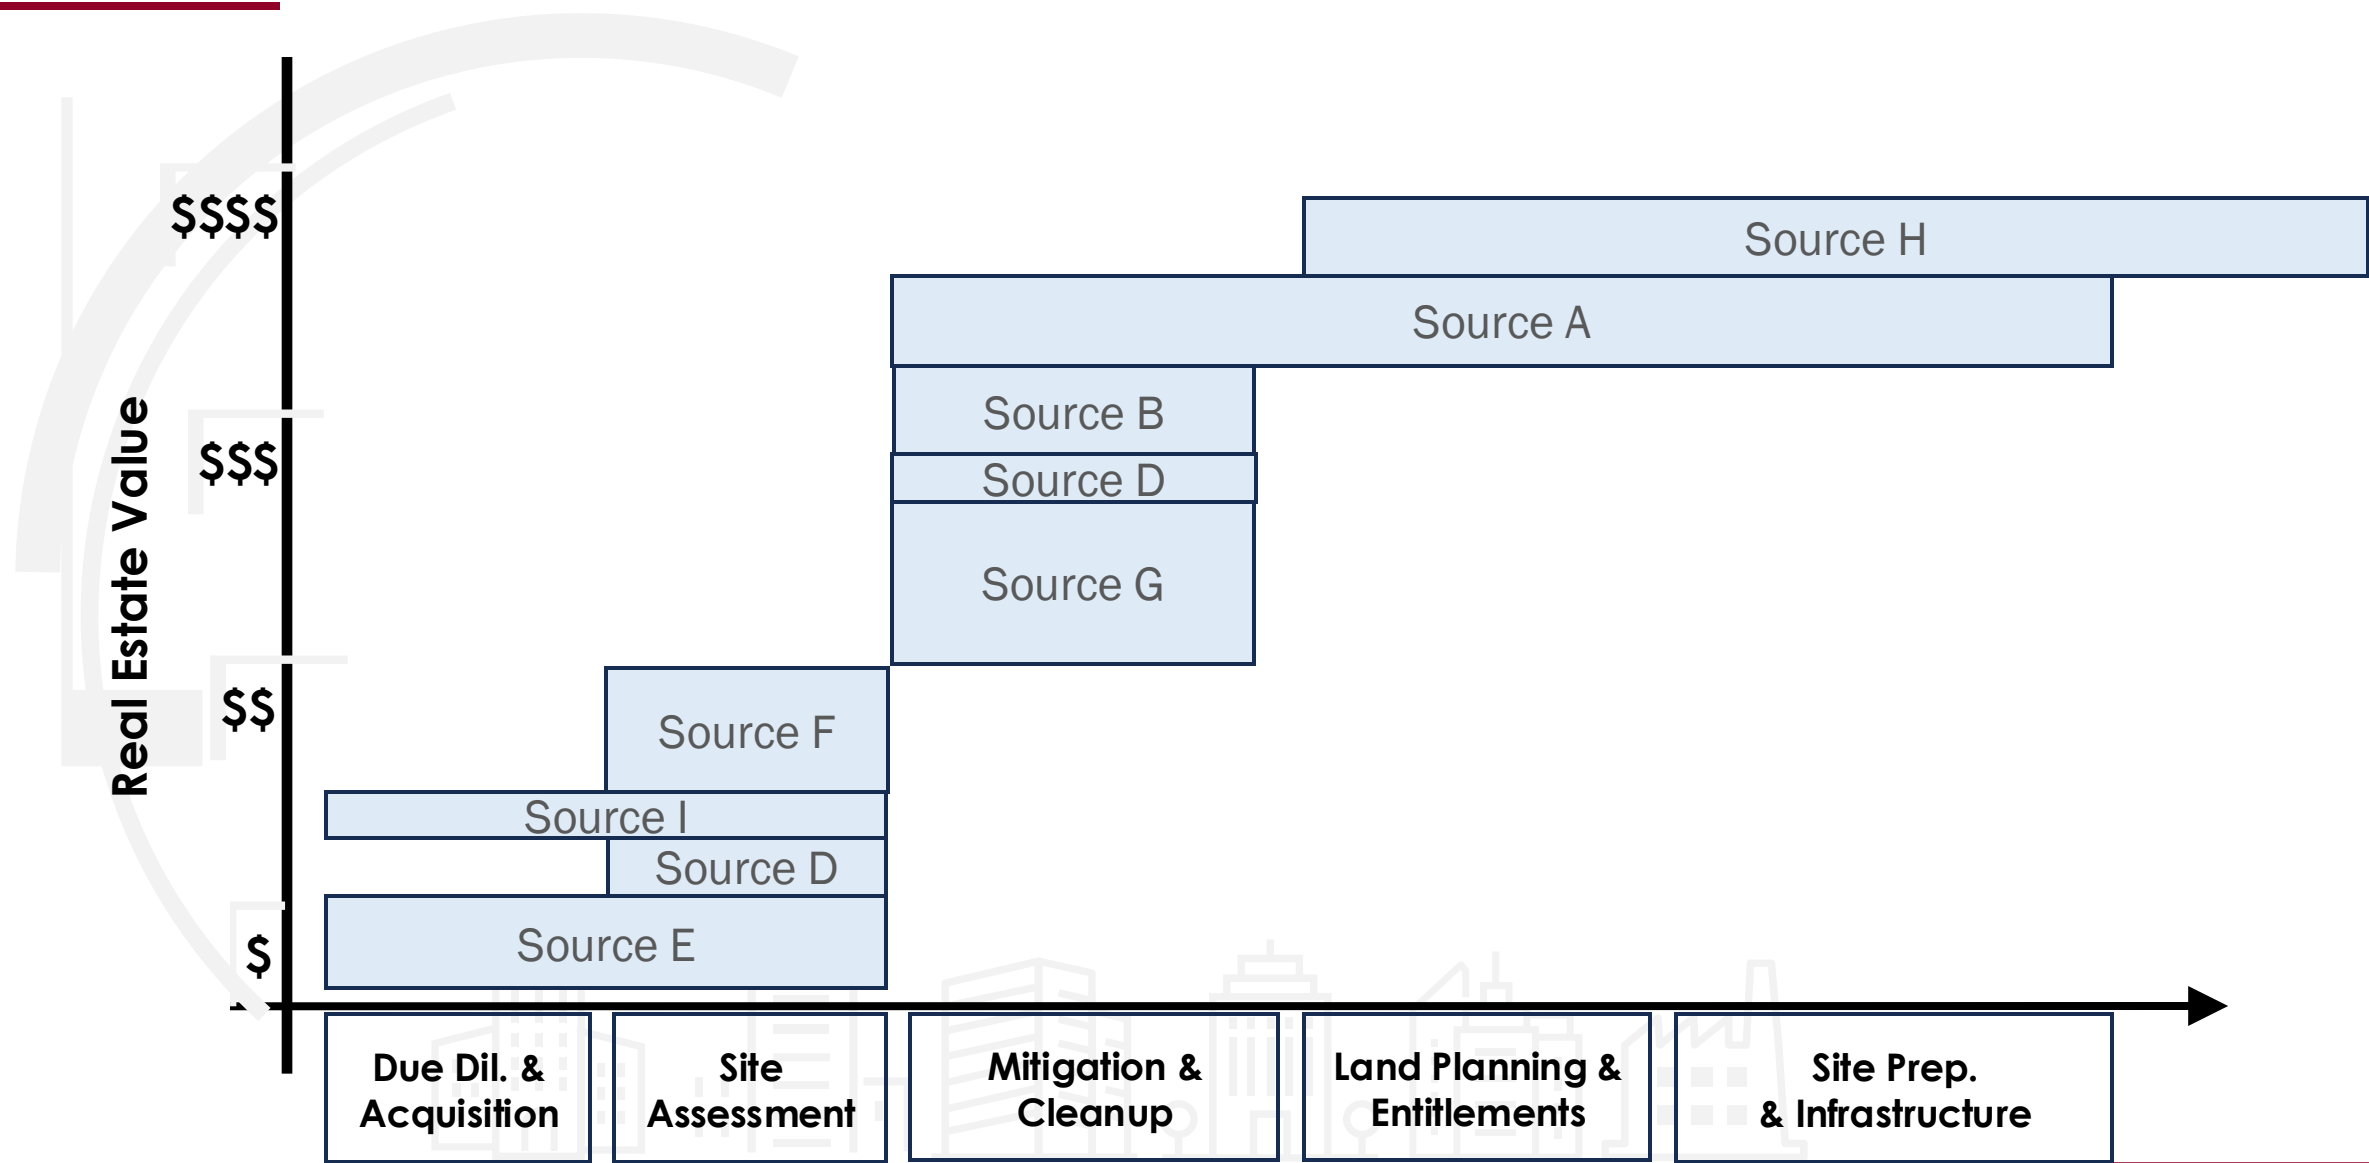 $$$$
$$$
$$
$
Real Estate Value
Source H
Source A
Source B
Source D
Source G
Source F
Source I
Source D
Source E
Due Dil. &
Acquisition
Site
Assessment
Mitigation &
Cleanup
Land Planning &
Entitlements
Site Prep.
& Infrastructure